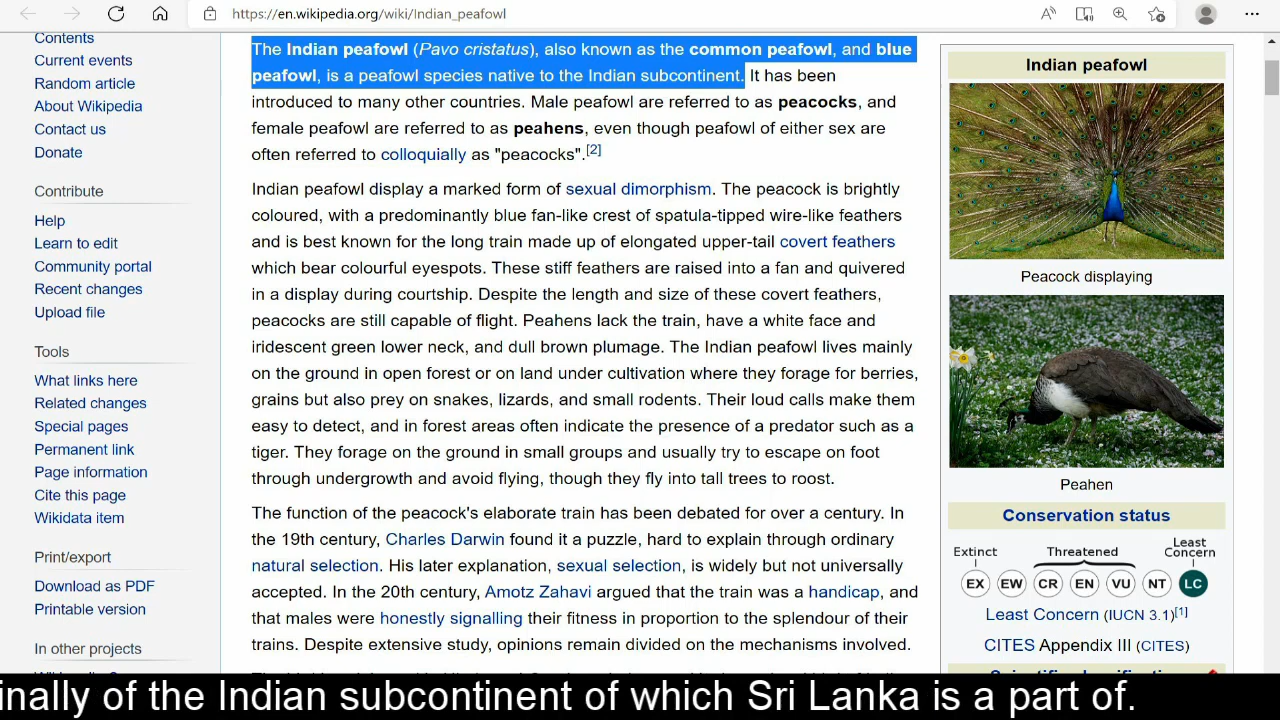 https://en.wikipedia.org/wiki/Indian_peafowl
Contents
Current events
Random article
About Wikipedia
Contact us
Donate
Contribute
Help
Learn to edit
Community portal
Recent changes
Upload file
Tools
What links here
Related changes
Special pages
Permanent link
Page information
Cite this page
Wikidata item
Print/export
Download as PDF
Printable version
In other projects
The Indian peafowl (Pavo cristatus), also known as the common peafowl, and blue
peafowl, is a peafowl species native to the Indian subcontinent. It has been
introduced to many other countries. Male peafowl are referred to as peacocks, and
female peafowl are referred to as peahens, even though peafowl of either sex are
often referred to colloquially as "peacocks".[2]
Indian peafowl display a marked form of sexual dimorphism. The peacock is brightly
coloured, with a predominantly blue fan-like crest of spatula-tipped wire-like feathers
and is best known for the long train made up of elongated upper-tail covert feathers
which bear colourful eyespots. These stiff feathers are raised into a fan and quivered
in a display during courtship. Despite the length and size of these covert feathers,
peacocks are still capable of flight. Peahens lack the train, have a white face and
iridescent green lower neck, and dull brown plumage. The Indian peafowl lives mainly
on the ground in open forest or on land under cultivation where they forage for berries,
grains but also prey on snakes, lizards, and small rodents. Their loud calls make them
easy to detect, and in forest areas often indicate the presence of a predator such as a
tiger. They forage on the ground in small groups and usually try to escape on foot
through undergrowth and avoid flying, though they fly into tall trees to roost.
The function of the peacock's elaborate train has been debated for over a century. In
the 19th century, Charles Darwin found it a puzzle, hard to explain through ordinary
natural selection. His later explanation, sexual selection, is widely but not universally
accepted. In the 20th century, Amotz Zahavi argued that the train was a handicap, and
that males were honestly signalling their fitness in proportion to the splendour of their
trains. Despite extensive study, opinions remain divided on the mechanisms involved.
Indian peafowl
Peacock displaying
Peahen
Conservation status
Extinct Threatened Least
Concern
EX EW CR EN VU NT LC
Least Concern (IUCN 3.1)[1]
CITES Appendix III (CITES)
inally of the Indian subcontinent of which Sri Lanka is a part of.